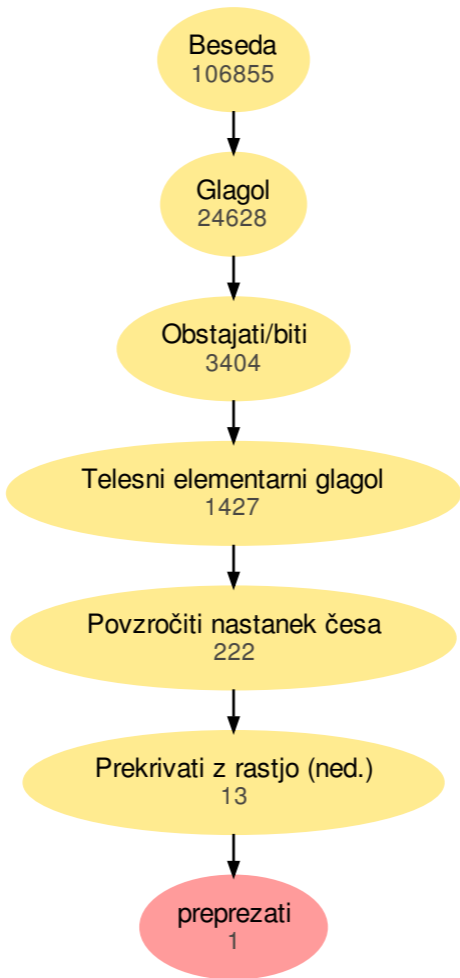 Beseda
106855
Glagol
24628
Obstajati/biti
3404
Telesni elementarni glagol
1427
Povzročiti nastanek česa
222
Prekrivati z rastjo (ned.)
13
preprezati
1